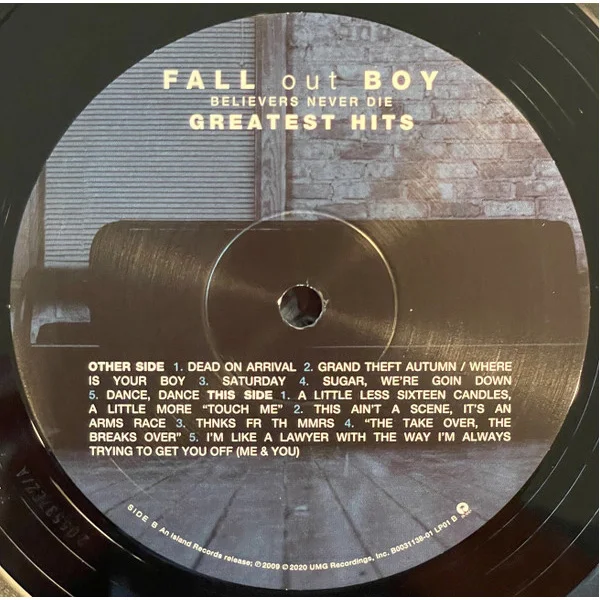 FALL out BOY
BELIEVERS NEVER DIE
GREATEST HITS
OTHER SIDE 1. DEAD ON ARRIVAL 2. GRAND THEFT AUTUMN / WHERE
IS YOUR BOY 3. SATURDAY 4. SUGAR, WE'RE GOIN DOWN
5. DANCE, DANCE THIS SIDE 1. A LITTLE LESS SIXTEEN CANDLES,
A LITTLE MORE “TOUCH ME” 2. THIS AIN'T A SCENE, IT'S AN
ARMS RACE 3. THNKS FR TH MMRS 4. “THE TAKE OVER, THE
BREAKS OVER” 5. I'M LIKE A LAWYER WITH THE WAY I'M ALWAYS
TRYING TO GET YOU OFF (ME & YOU)
SIDE B An Island Records release; ℗ 2009 © 2020 UMG Recordings, Inc. B0031138-01 LP01 B